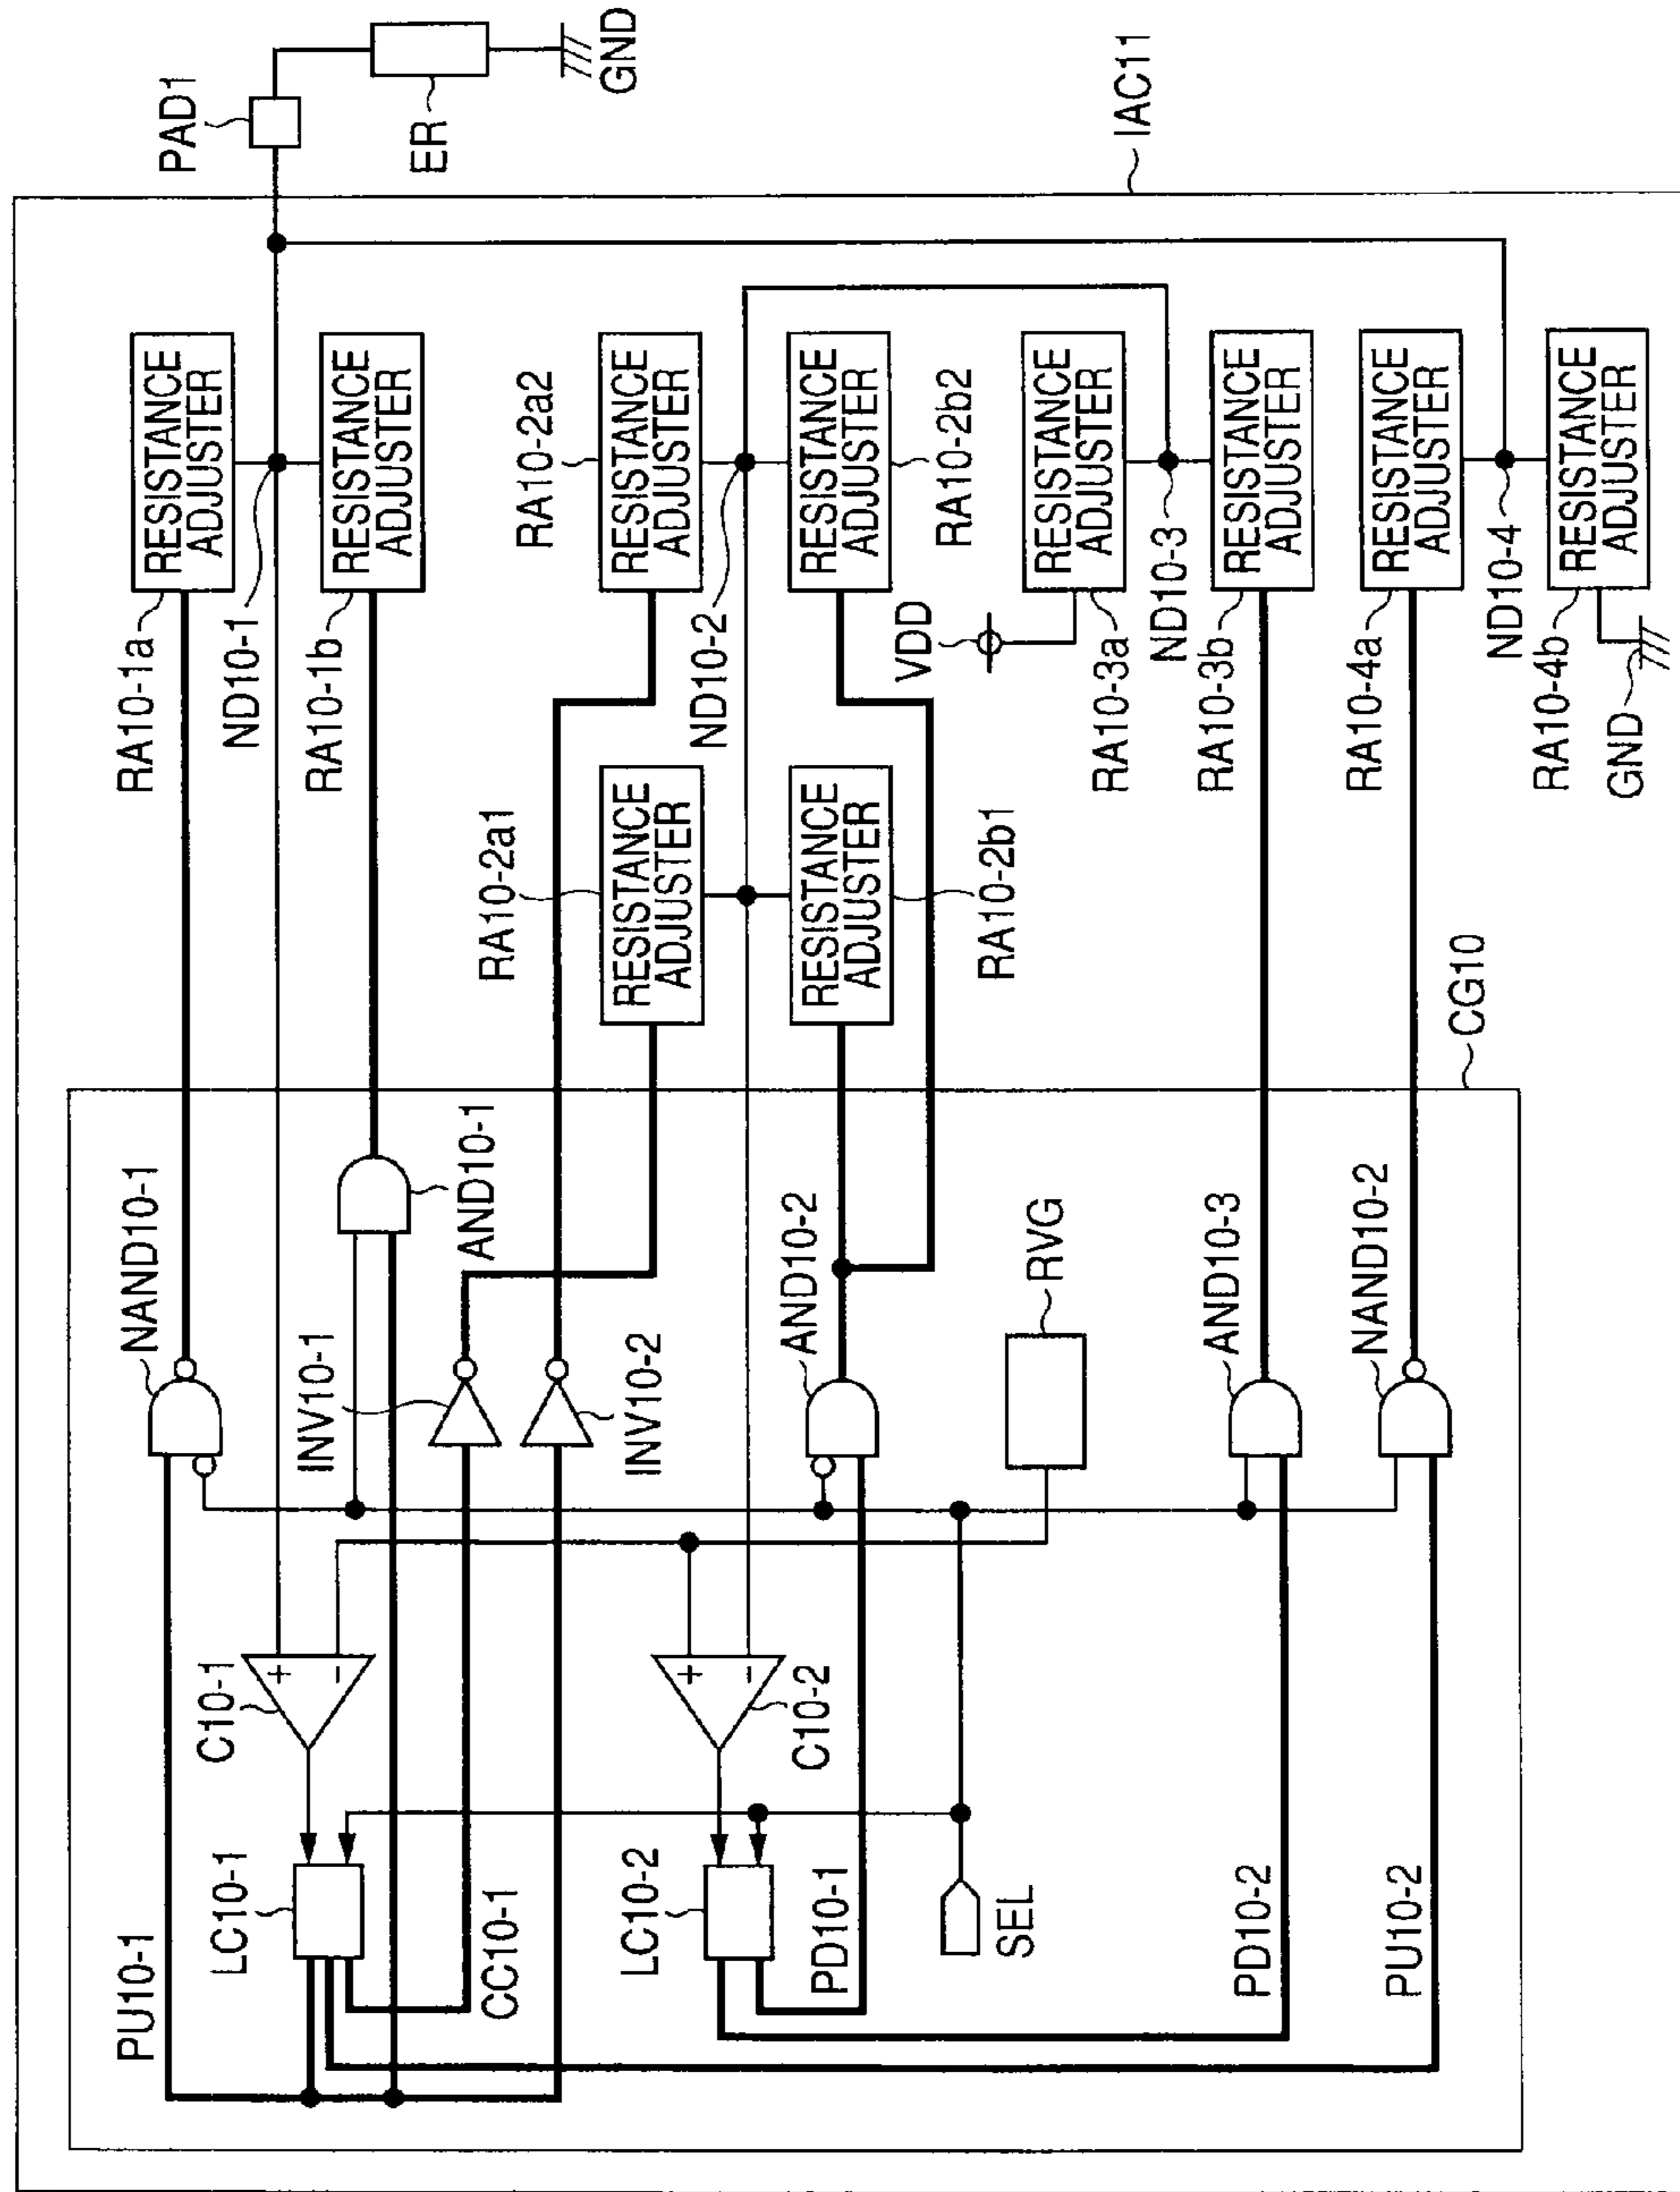 PAD1
ER
GND
IAC11
RESISTANCE
ADJUSTER
RA10-1a
ND10-1
RESISTANCE
ADJUSTER
RA10-1b
RA10-2a2
RESISTANCE
ADJUSTER
ND10-2
RESISTANCE
ADJUSTER
RA10-2b2
VDD
RESISTANCE
ADJUSTER
RA10-3a
ND10-3
RESISTANCE
ADJUSTER
RA10-3b
RESISTANCE
ADJUSTER
RA10-4a
ND10-4
RESISTANCE
ADJUSTER
RA10-4b
GND
RA10-2a1
RESISTANCE
ADJUSTER
RESISTANCE
ADJUSTER
RA10-2b1
CG10
NAND10-1
AND10-1
INV10-1
INV10-2
AND10-2
RVG
AND10-3
NAND10-2
C10-1
+
-
C10-2
+
-
PU10-1
LC10-1
CC10-1
LC10-2
PD10-1
SEL
PD10-2
PU10-2